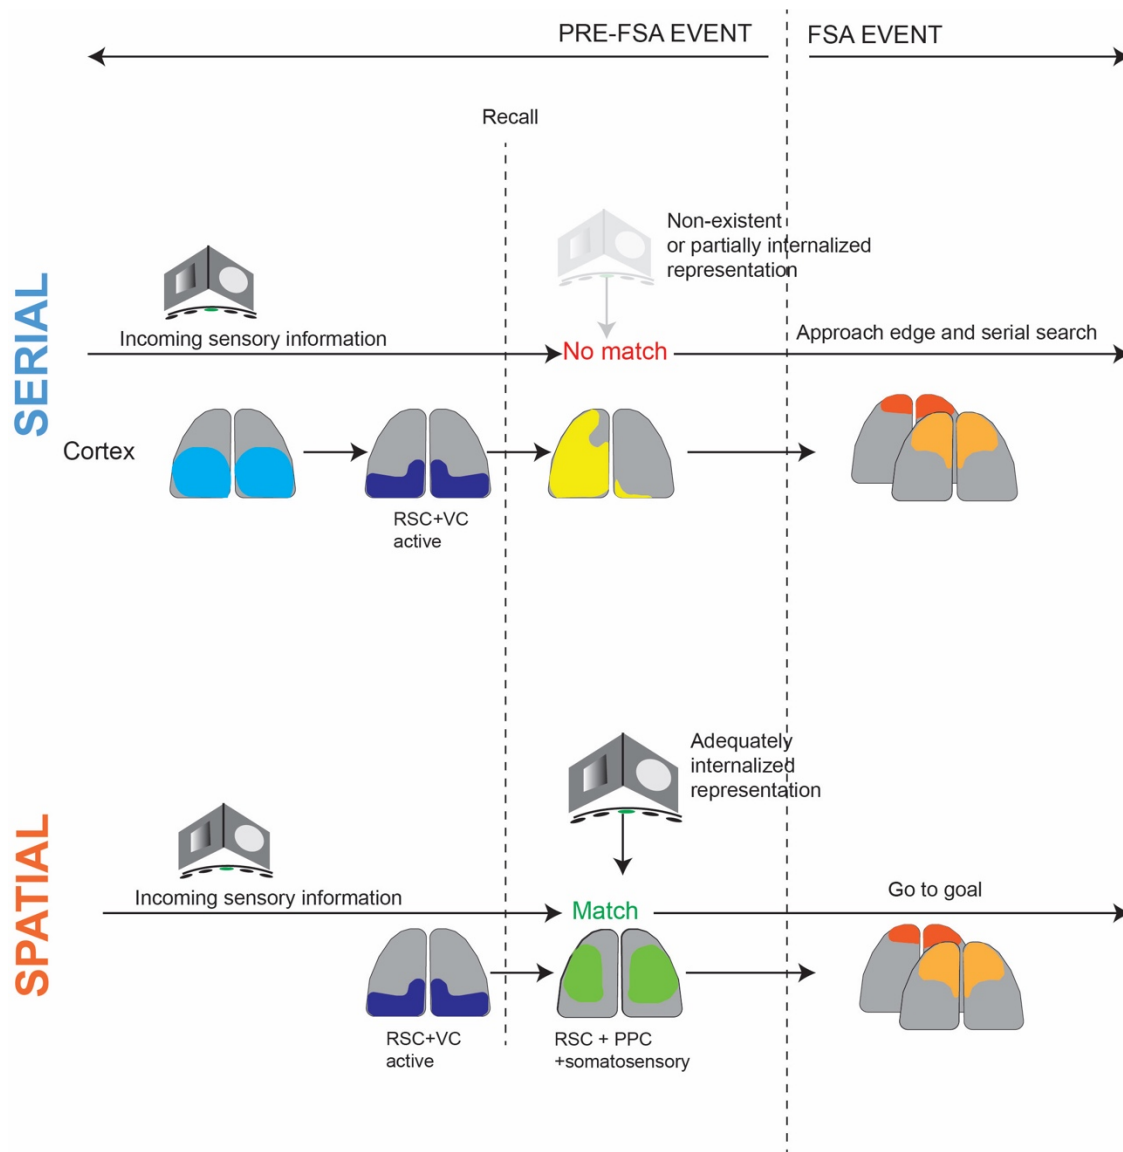 PRE-FSA EVENT
FSA EVENT
Recall
SERIAL
Non-existent
or partially internalized
representation
Incoming sensory information
No match
Approach edge and serial search
Cortex
RSC+VC
active
SPATIAL
Adequately
internalized
representation
Incoming sensory information
Match
Go to goal
RSC+VC
active
RSC + PPC
+somatosensory